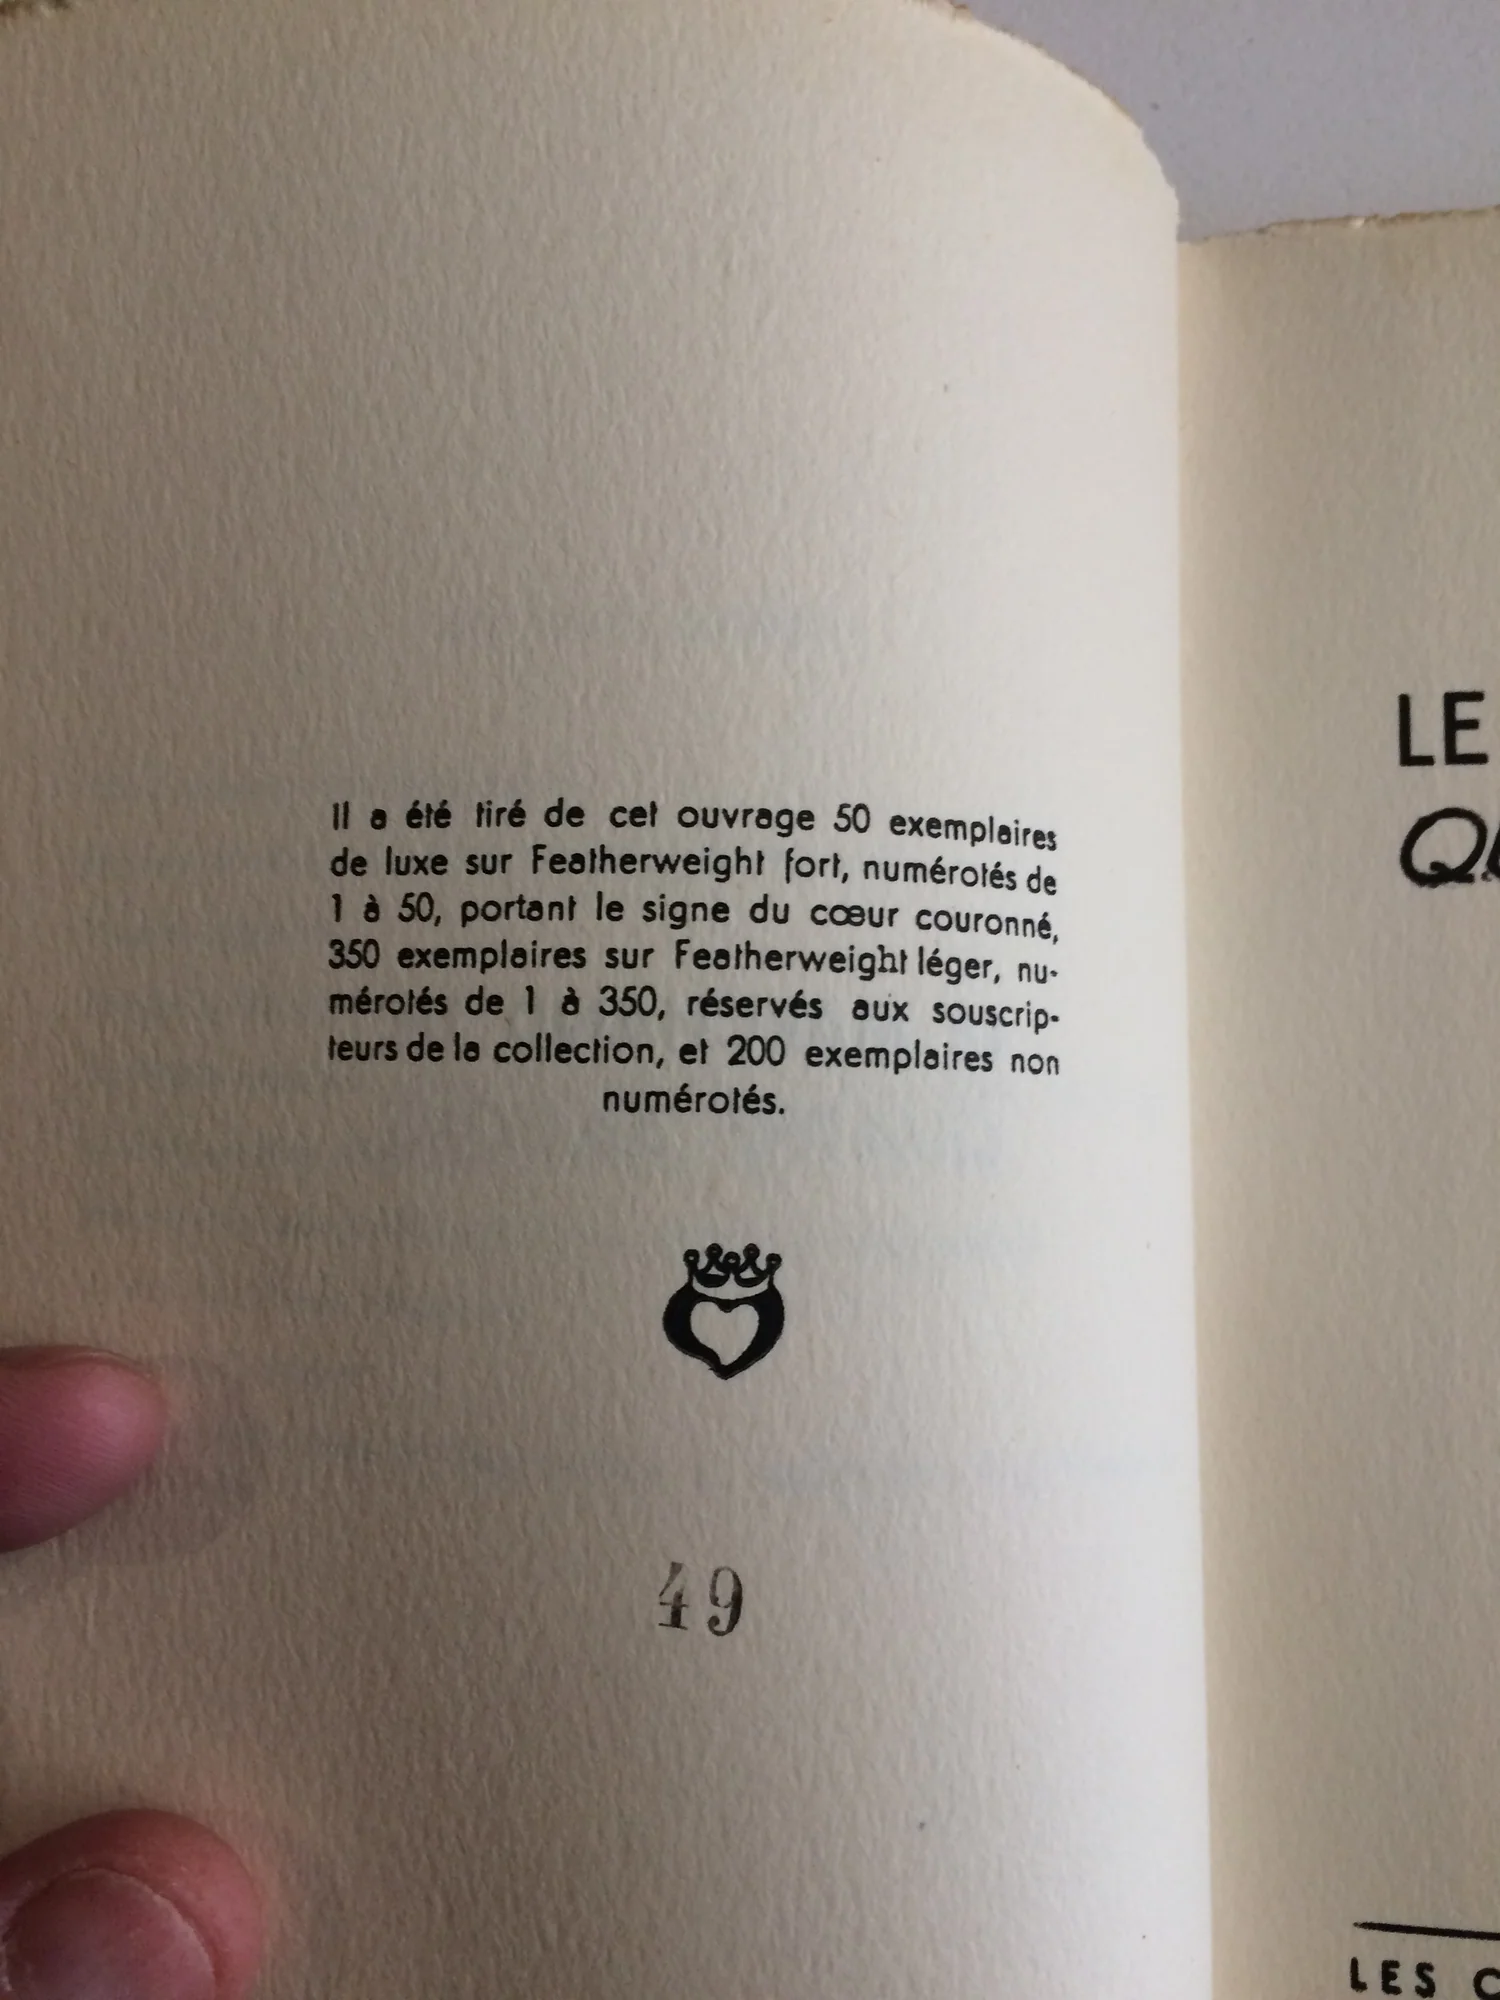 Il a été tiré de cet ouvrage 50 exemplaires
de luxe sur Featherweight fort, numérotés de
1 à 50, portant le signe du cœur couronné,
350 exemplaires sur Featherweight léger, nu-
mérotés de 1 à 350, réservés aux souscrip-
teurs de la collection, et 200 exemplaires non
numérotés.
49
LE
LES